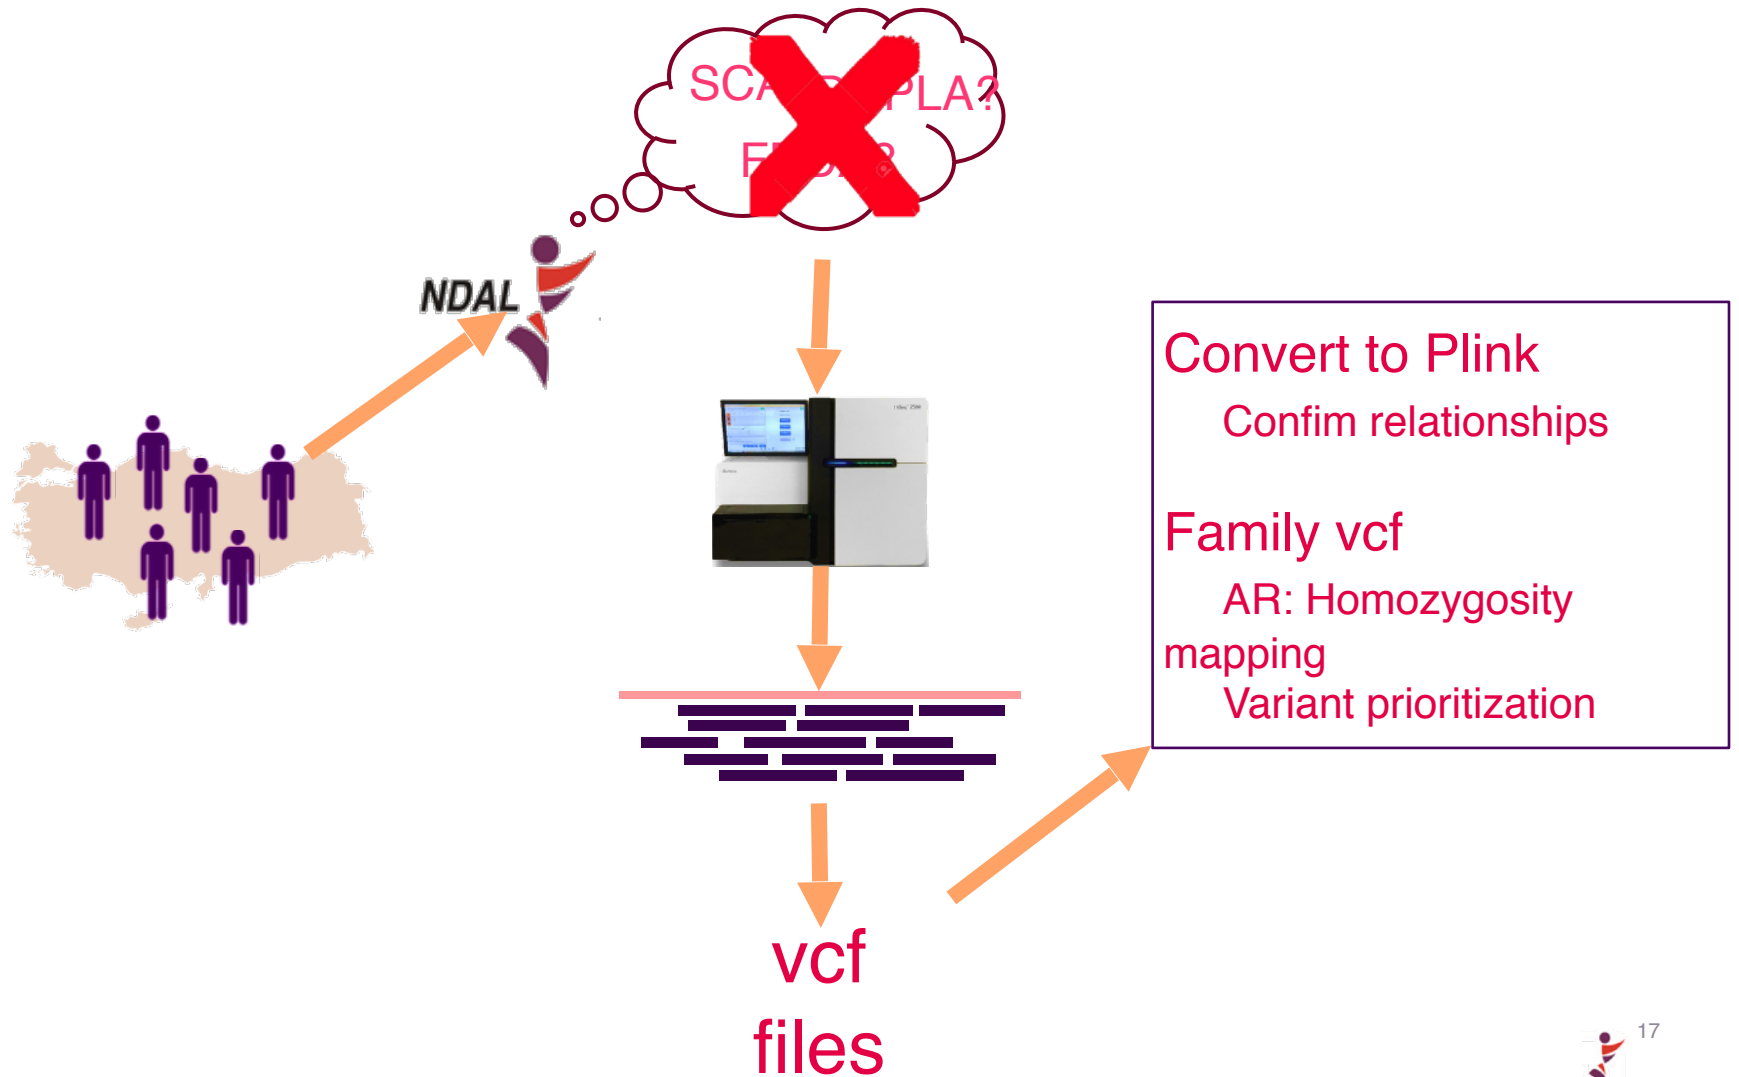 SCA PLA?
NDAL
Convert to Plink
Confim relationships
Family vcf
AR: Homozygosity
mapping
Variant prioritization
vcf
files
17